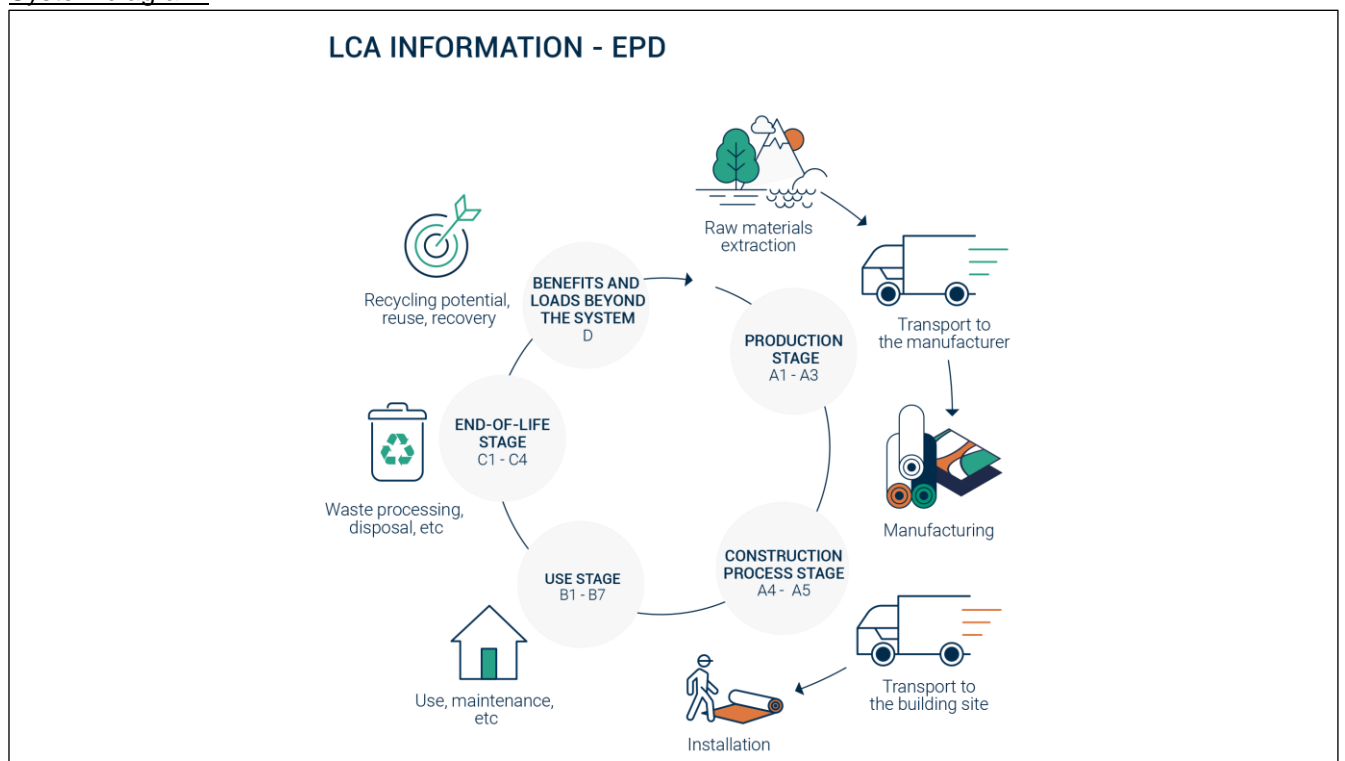 LCA INFORMATION - EPD
Raw materials
extraction
Transport to
the manufacturer
Manufacturing
Transport to
the building site
Installation
Use, maintenance,
etc
Waste processing,
disposal, etc
Recycling potential,
reuse, recovery
BENEFITS AND
LOADS BEYOND
THE SYSTEM
D
PRODUCTION
STAGE
A1 - A3
CONSTRUCTION
PROCESS STAGE
A4 - A5
USE STAGE
B1 - B7
END-OF-LIFE
STAGE
C1 - C4